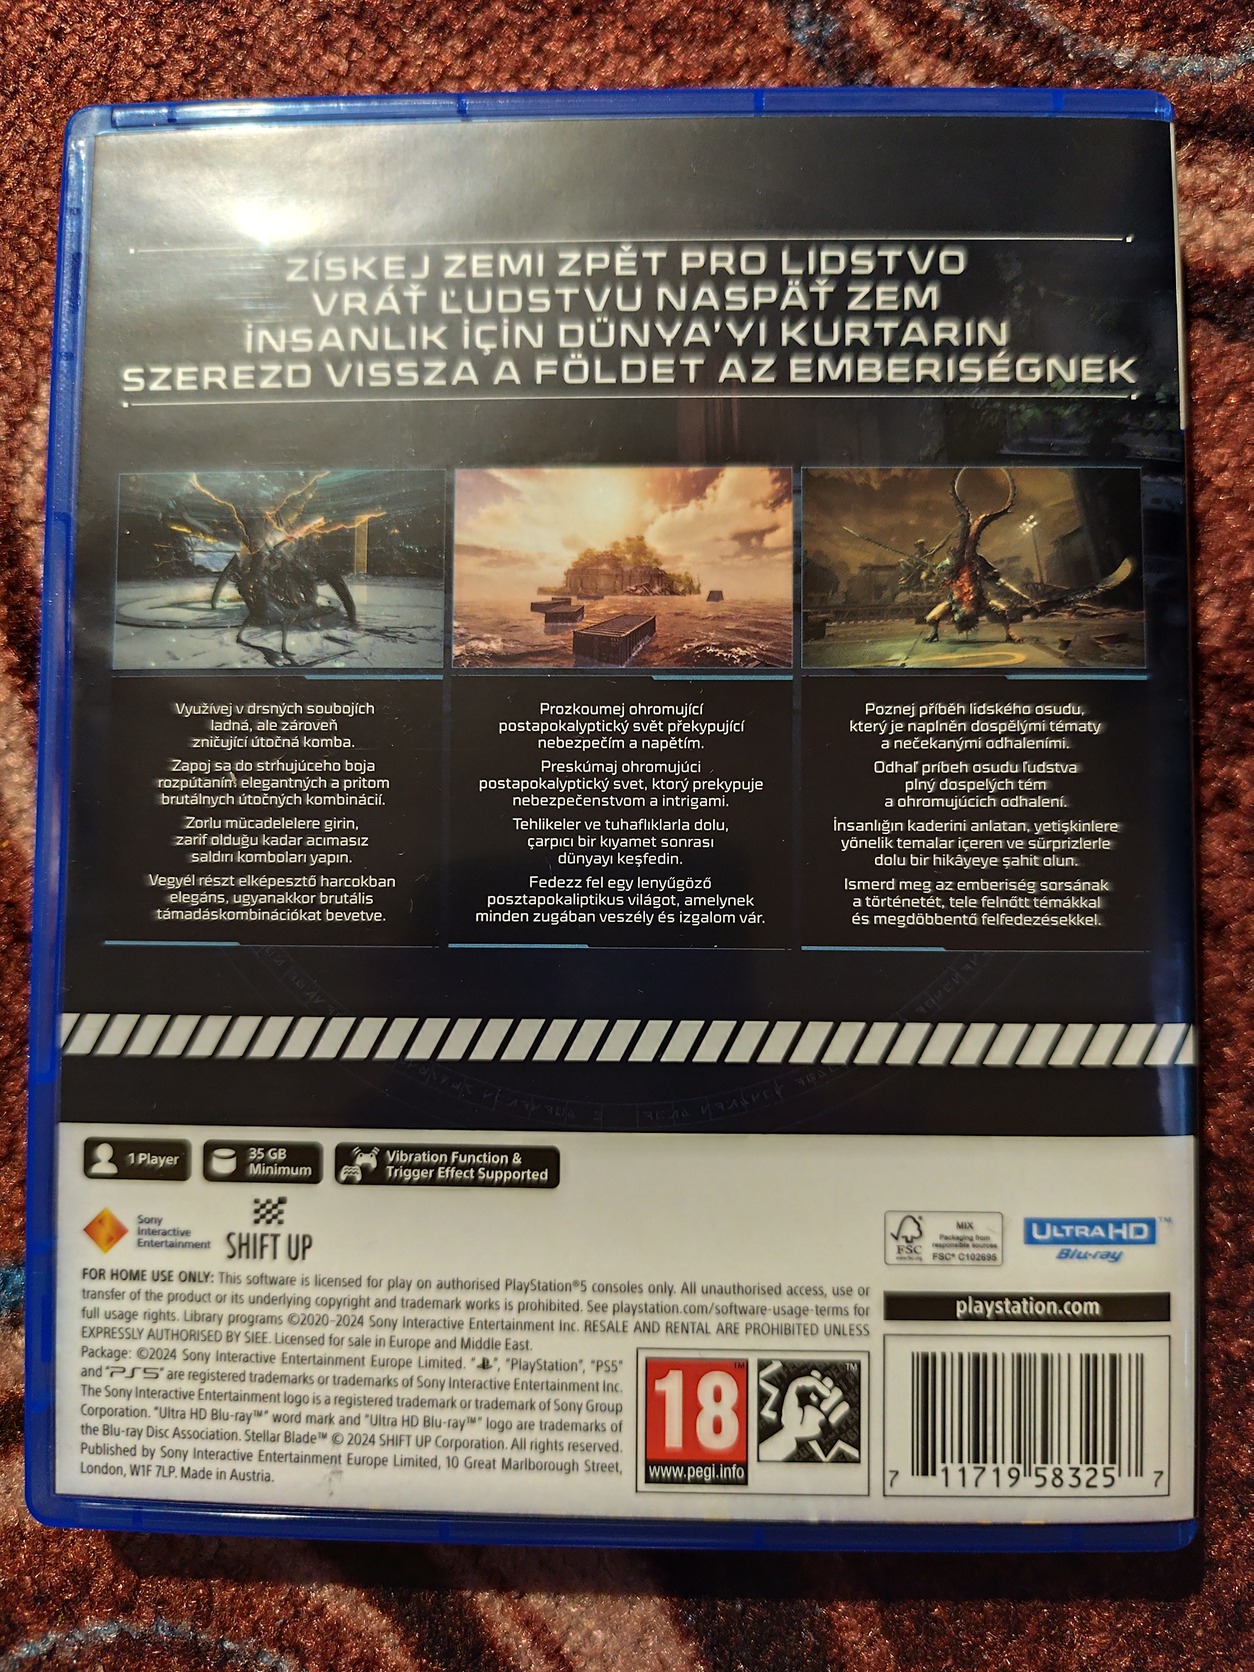 ZÍSKEJ ZEMI ZPĚT PRO LIDSTVO
VRÁŤ ĽUDSTVU NASPÄŤ ZEM
İNSANLIK İÇİN DÜNYA'YI KURTARIN
SZEREZD VISSZA A FÖLDET AZ EMBERISÉGNEK
Využívej v drsných soubojích
ladná, ale zároveň
zničující útočná komba.
Zapoj sa do strhujúceho boja
rozpútaním elegantných a pritom
brutálnych útočných kombinácií.
Zorlu mücadelelere girin,
zarif olduğu kadar acımasız
saldırı komboları yapın.
Vegyél részt elképesztő harcokban
elegáns, ugyanakkor brutális
támadáskombinációkat bevetve.
Prozkoumej ohromující
postapokalyptický svět překypující
nebezpečím a napětím.
Preskúmaj ohromujúci
postapokalyptický svet, ktorý prekypuje
nebezpečenstvom a intrigami.
Tehlikeler ve tuhaflıklarla dolu,
çarpıcı bir kıyamet sonrası
dünyayı keşfedin.
Fedezz fel egy lenyűgöző
posztapokaliptikus világot, amelynek
minden zugában veszély és izgalom vár.
Poznej příběh lidského osudu,
který je naplněn dospělými tématy
a nečekanými odhaleními.
Odhaľ príbeh osudu ľudstva
plný dospelých tém
a ohromujúcich odhalení.
İnsanlığın kaderini anlatan, yetişkinlere
yönelik temalar içeren ve sürprizlerle
dolu bir hikâyeye şahit olun.
Ismerd meg az emberiség sorsának
a történetét, tele felnőtt témákkal
és megdöbbentő felfedezésekkel.
1 Player
35 GB
Minimum
Vibration Function &
Trigger Effect Supported
Sony
Interactive
Entertainment
SHIFT UP
FSC
www.fsc.org
MIX
Packaging from
responsible sources
FSC® C102695
ULTRA HD™
Blu-ray
FOR HOME USE ONLY: This software is licensed for play on authorised PlayStation®5 consoles only. All unauthorised access, use or
transfer of the product or its underlying copyright and trademark works is prohibited. See playstation.com/software-usage-terms for
full usage rights. Library programs ©2020-2024 Sony Interactive Entertainment Inc. RESALE AND RENTAL ARE PROHIBITED UNLESS
EXPRESSLY AUTHORISED BY SIEE. Licensed for sale in Europe and Middle East.
Package: ©2024 Sony Interactive Entertainment Europe Limited. "", "PlayStation", "PS5"
and "PS5" are registered trademarks or trademarks of Sony Interactive Entertainment Inc.
The Sony Interactive Entertainment logo is a registered trademark or trademark of Sony Group
Corporation. "Ultra HD Blu-ray™" word mark and "Ultra HD Blu-ray™" logo are trademarks of
the Blu-ray Disc Association. Stellar Blade™ © 2024 SHIFT UP Corporation. All rights reserved.
Published by Sony Interactive Entertainment Europe Limited, 10 Great Marlborough Street,
London, W1F 7LP. Made in Austria.
18
www.pegi.info
playstation.com
7 11719 58325 7